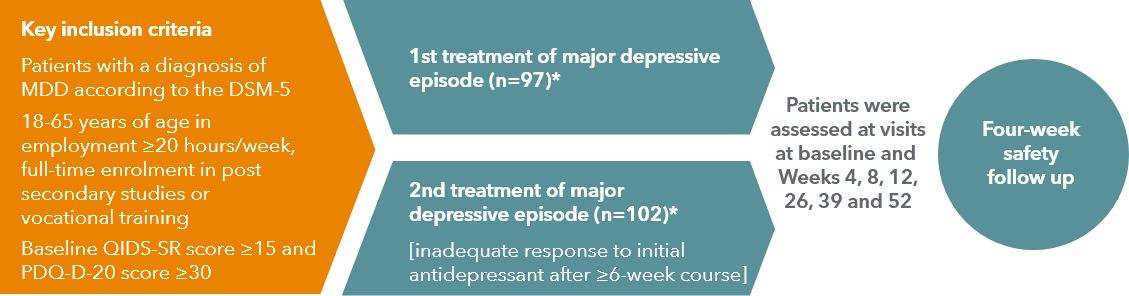 Key inclusion criteria
Patients with a diagnosis of
MDD according to the DSM-5
18-65 years of age in
employment ≥20 hours/week,
full-time enrolment in post
secondary studies or
vocational training
Baseline QIDS-SR score ≥15 and
PDQ-D-20 score ≥30
1st treatment of major depressive
episode (n=97)*
2nd treatment of major
depressive episode (n=102)*
[inadequate response to initial
antidepressant after ≥6-week course]
Patients were
assessed at visits
at baseline and
Weeks 4, 8, 12,
26, 39 and 52
Four-week
safety
follow up